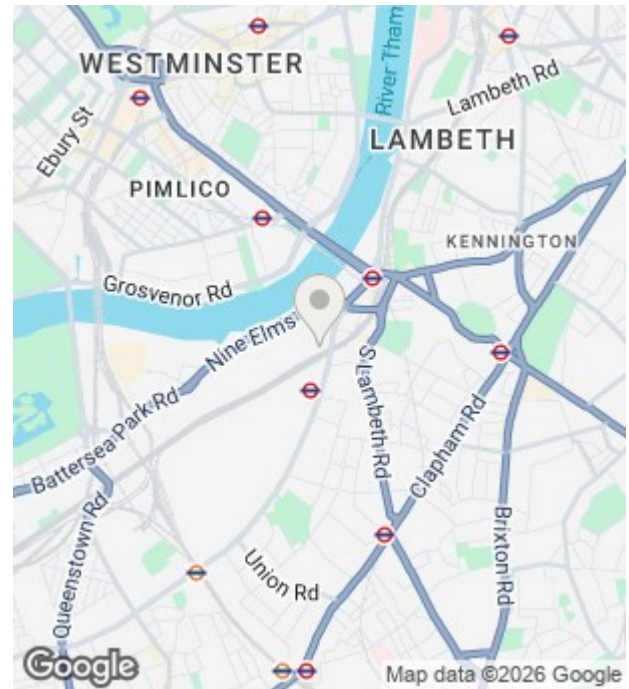 WESTMINSTER
River Tham
Lambeth Rd
Ebury St
LAMBETH
PIMLICO
KENNINGTON
Grosvenor Rd
Nine Elms
S Lambeth Rd
Battersea Park Rd
Clapham Rd
Queenstown Rd
Brixton Rd
Union Rd
Google
Map data ©2026 Google